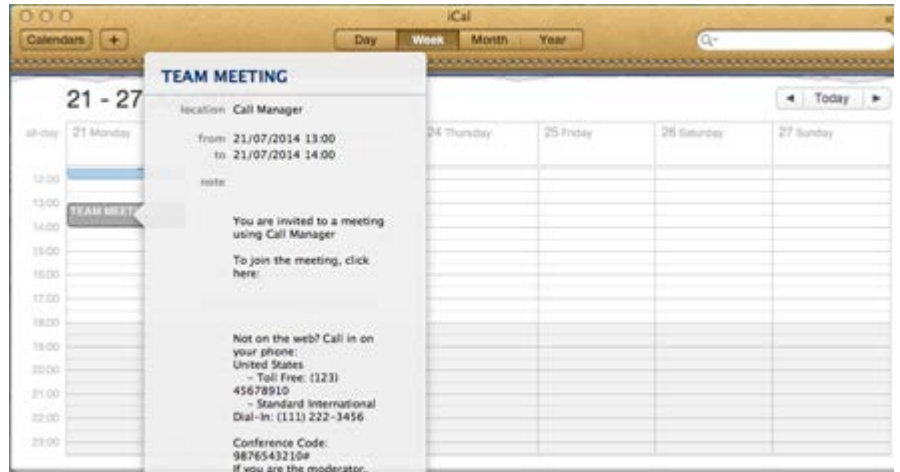 iCal
Calendars +
Day Week Month Year
21 - 27
Today
all-day 21 Monday 24 Thursday 25 Friday 26 Saturday 27 Sunday
12:00
13:00
14:00
15:00
16:00
17:00
18:00
19:00
20:00
21:00
22:00
23:00
TEAM MEET
TEAM MEETING
location Call Manager
from 21/07/2014 13:00
to 21/07/2014 14:00
note
You are invited to a meeting
using Call Manager
To join the meeting, click
here:
Not on the web? Call in on
your phone:
United States
- Toll Free: (123)
45678910
- Standard International
Dial-In: (111) 222-3456
Conference Code:
9876543210#
If you are the moderator,